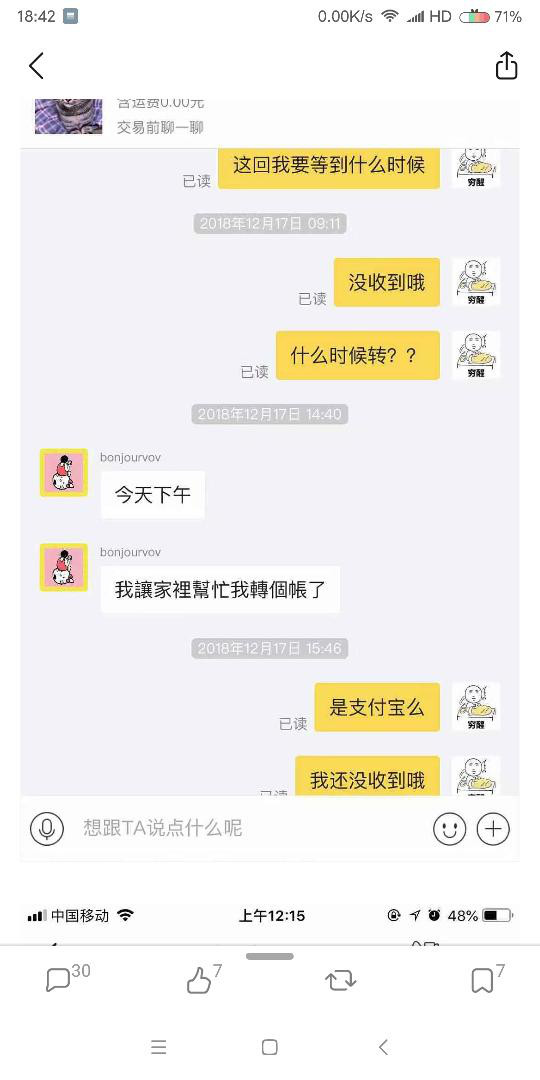 18:42
0.00K/s
HD
71%
含运费0.00元
交易前聊一聊
这回我要等到什么时候
已读
穷醒
2018年12月17日 09:11
没收到哦
已读
穷醒
什么时候转？？
已读
穷醒
2018年12月17日 14:40
bonjourvov
今天下午
bonjourvov
我讓家裡幫忙我轉個帳了
2018年12月17日 15:46
是支付宝么
已读
穷醒
我还没收到哦
已读
想跟TA说点什么呢
中国移动
上午12:15
48%
30
7
7